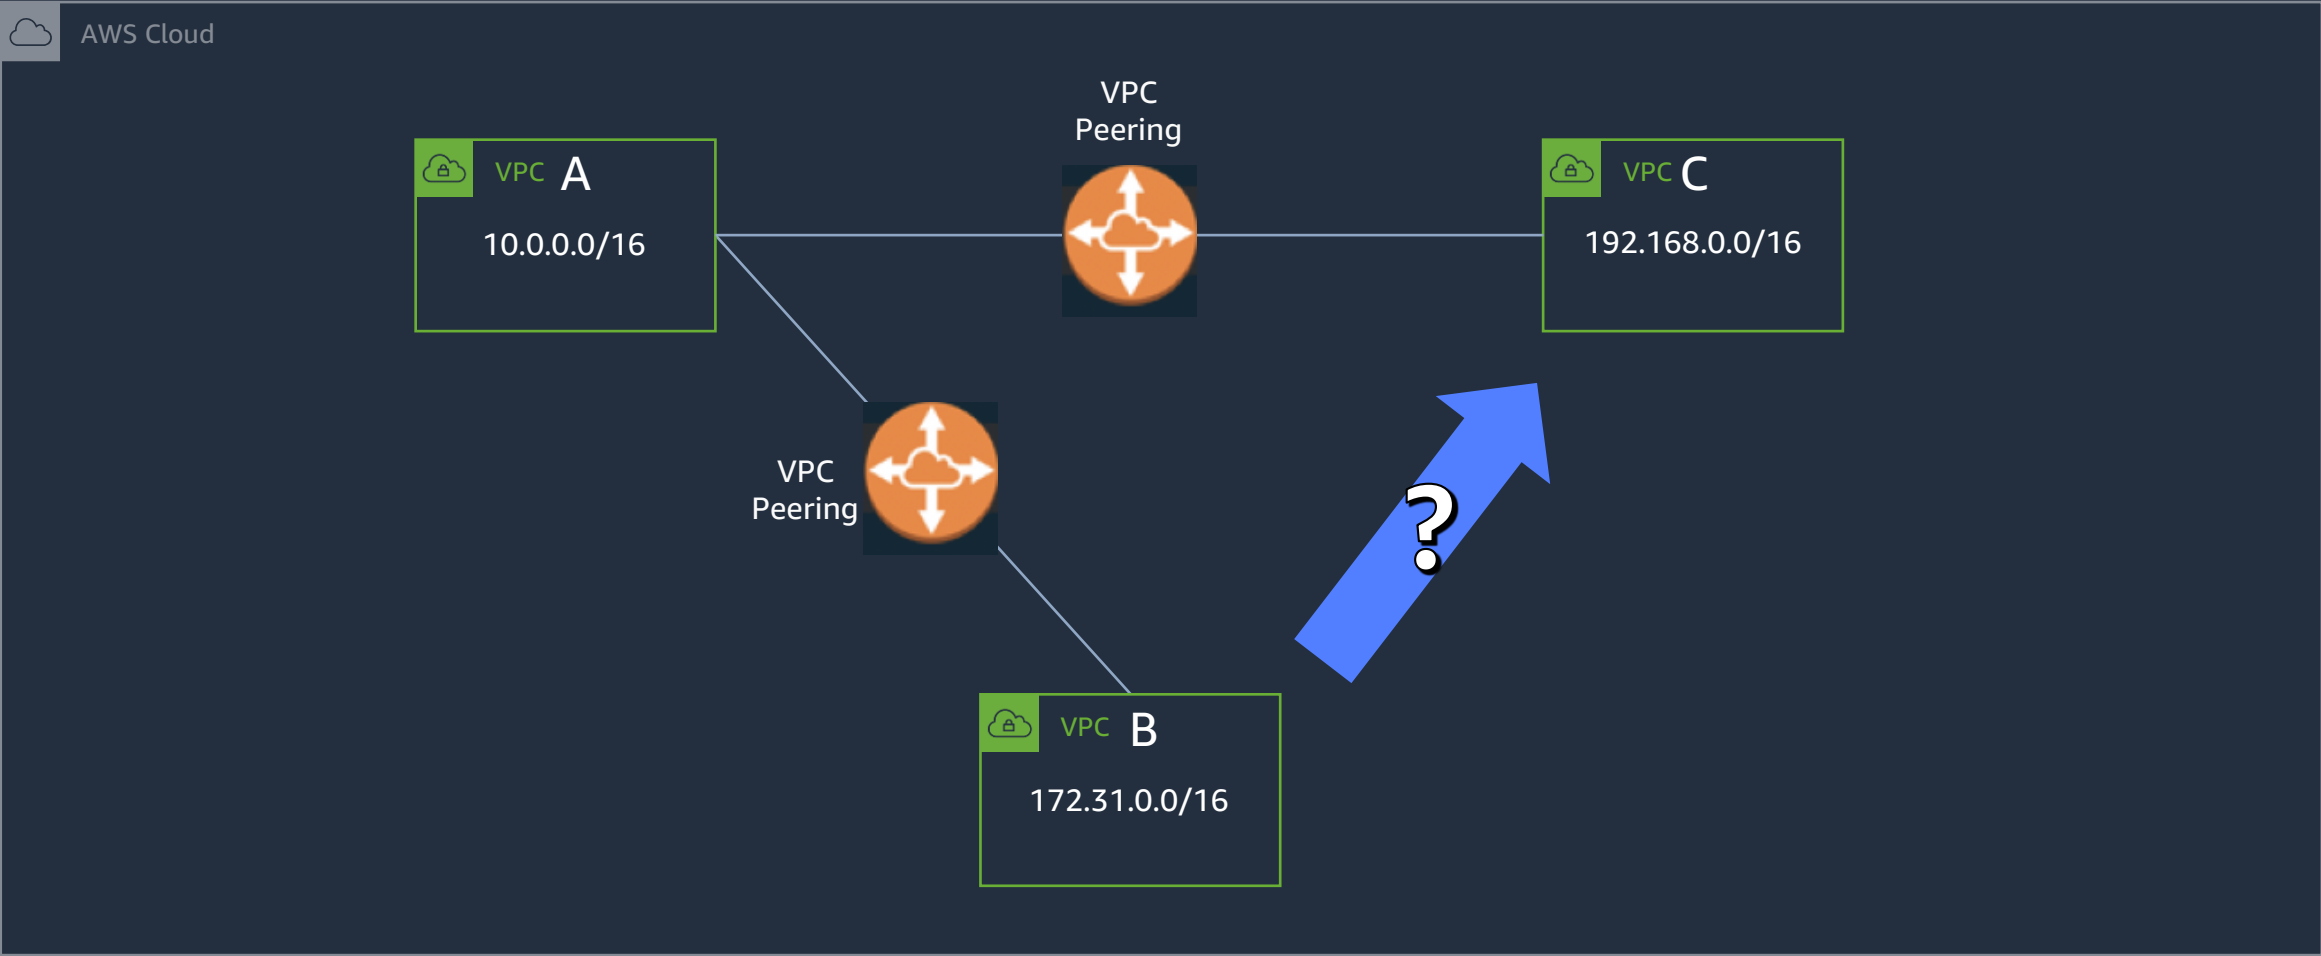 AWS Cloud
VPC
Peering
VPC A
10.0.0.0/16
VPC C
192.168.0.0/16
VPC
Peering
?
VPC B
172.31.0.0/16